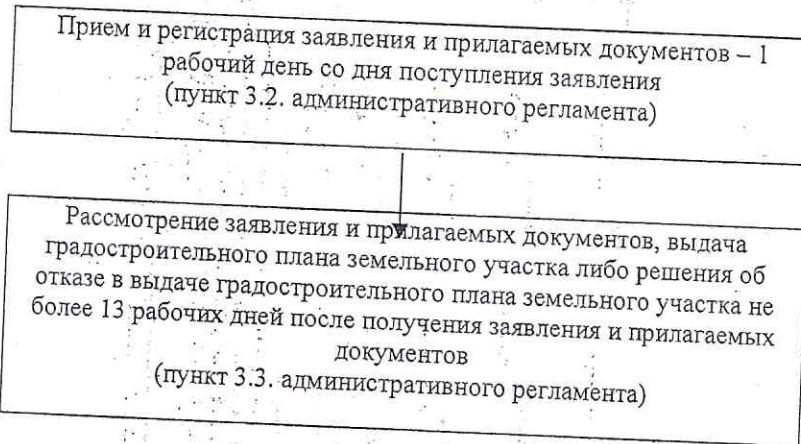 Прием и регистрация заявления и прилагаемых документов – 1
рабочий день со дня поступления заявления
(пункт 3.2. административного регламента)
Рассмотрение заявления и прилагаемых документов, выдача
градостроительного плана земельного участка либо решения об
отказе в выдаче градостроительного плана земельного участка не
более 13 рабочих дней после получения заявления и прилагаемых
документов
(пункт 3.3. административного регламента)